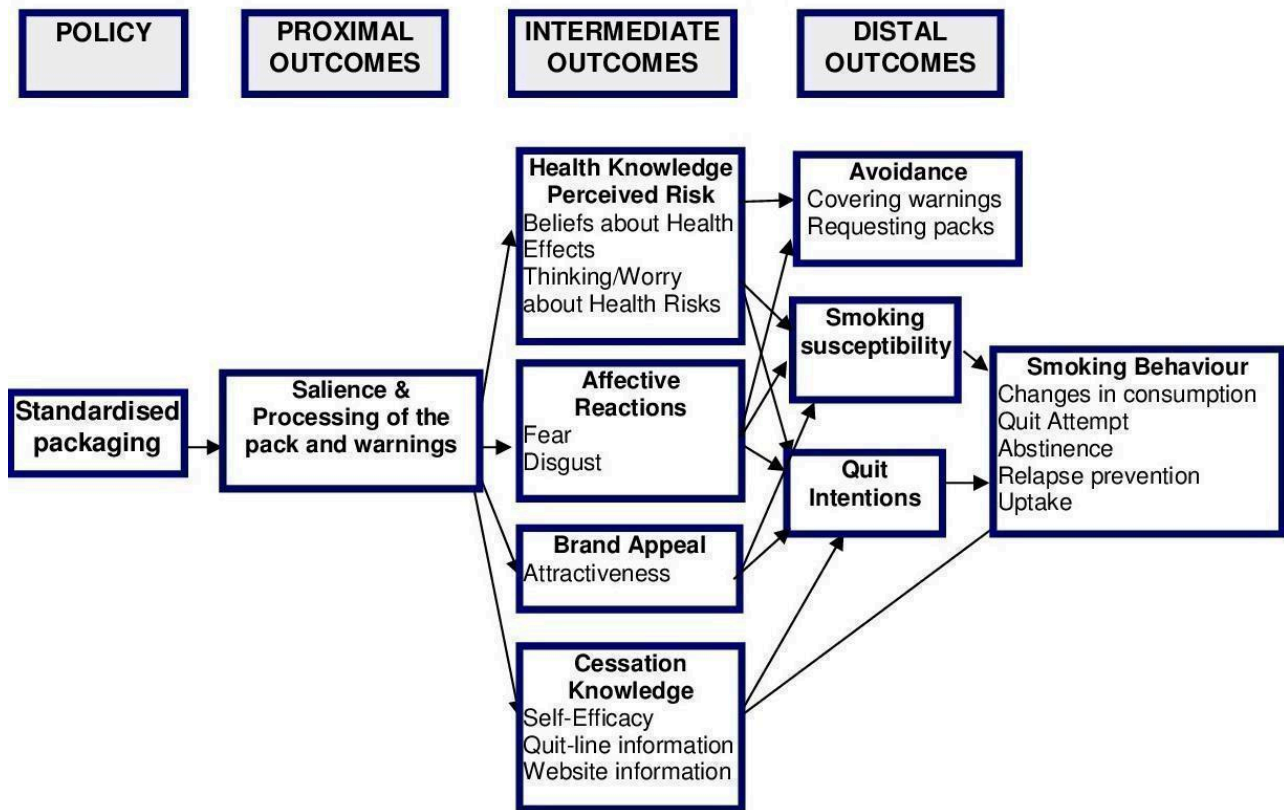 POLICY
PROXIMAL
OUTCOMES
INTERMEDIATE
OUTCOMES
DISTAL
OUTCOMES
Standardised
packaging
Salience &
Processing of the
pack and warnings
Health Knowledge
Perceived Risk
Beliefs about Health
Effects
Thinking/Worry
about Health Risks
Affective
Reactions
Fear
Disgust
Brand Appeal
Attractiveness
Cessation
Knowledge
Self-Efficacy
Quit-line information
Website information
Avoidance
Covering warnings
Requesting packs
Smoking
susceptibility
Quit
Intentions
Smoking Behaviour
Changes in consumption
Quit Attempt
Abstinence
Relapse prevention
Uptake